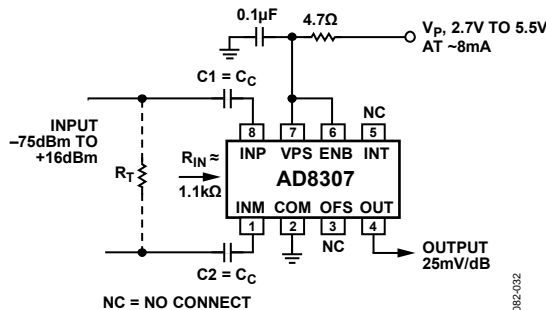 0.1µF
4.7Ω
VP, 2.7V TO 5.5V
AT ~8mA
C1 = CC
NC
INPUT
–75dBm TO
+16dBm
8
7
6
5
INP
VPS
ENB
INT
RT
RIN ≈
1.1kΩ
AD8307
INM
COM
OFS
OUT
1
2
3
4
NC
OUTPUT
25mV/dB
C2 = CC
NC = NO CONNECT
082-032